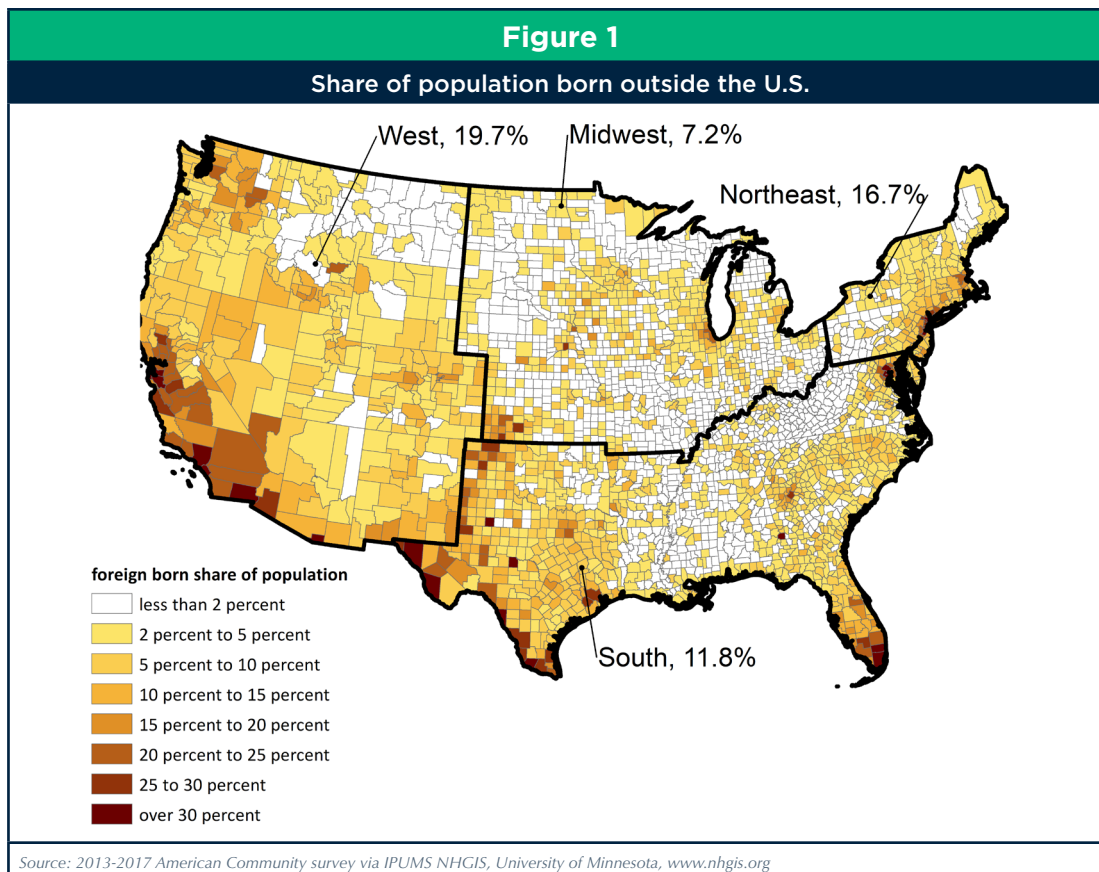 Figure 1
Share of population born outside the U.S.
West, 19.7%
Midwest, 7.2%
Northeast, 16.7%
South, 11.8%
foreign born share of population
less than 2 percent
2 percent to 5 percent
5 percent to 10 percent
10 percent to 15 percent
15 percent to 20 percent
20 percent to 25 percent
25 to 30 percent
over 30 percent
Source: 2013-2017 American Community survey via IPUMS NHGIS, University of Minnesota, www.nhgis.org